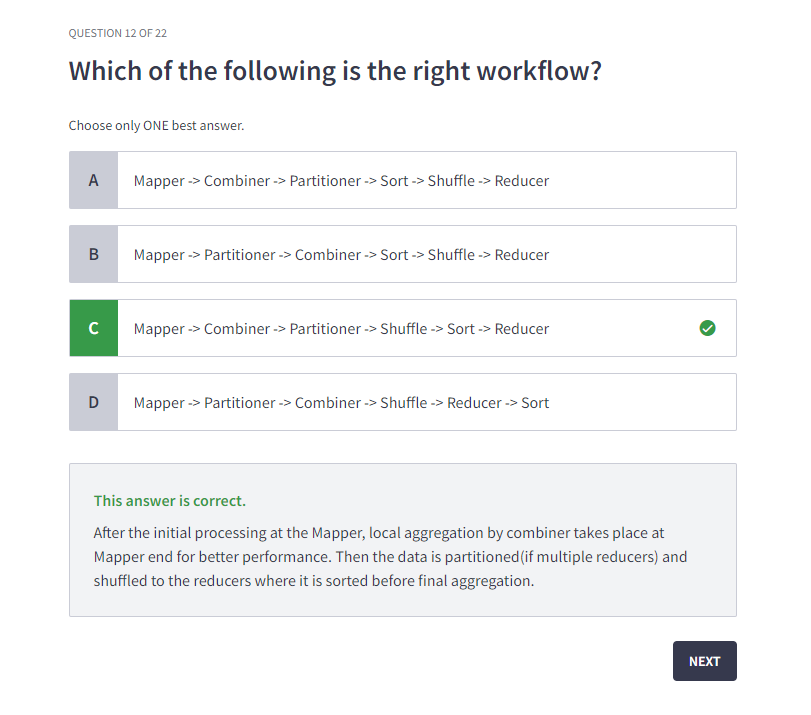 QUESTION 12 OF 22
Which of the following is the right workflow?
Choose only ONE best answer.
A
Mapper -> Combiner -> Partitioner -> Sort -> Shuffle -> Reducer
B
Mapper -> Partitioner -> Combiner -> Sort -> Shuffle -> Reducer
C
Mapper -> Combiner -> Partitioner -> Shuffle -> Sort -> Reducer
D
Mapper -> Partitioner -> Combiner -> Shuffle -> Reducer -> Sort
This answer is correct.
After the initial processing at the Mapper, local aggregation by combiner takes place at
Mapper end for better performance. Then the data is partitioned(if multiple reducers) and
shuffled to the reducers where it is sorted before final aggregation.
NEXT